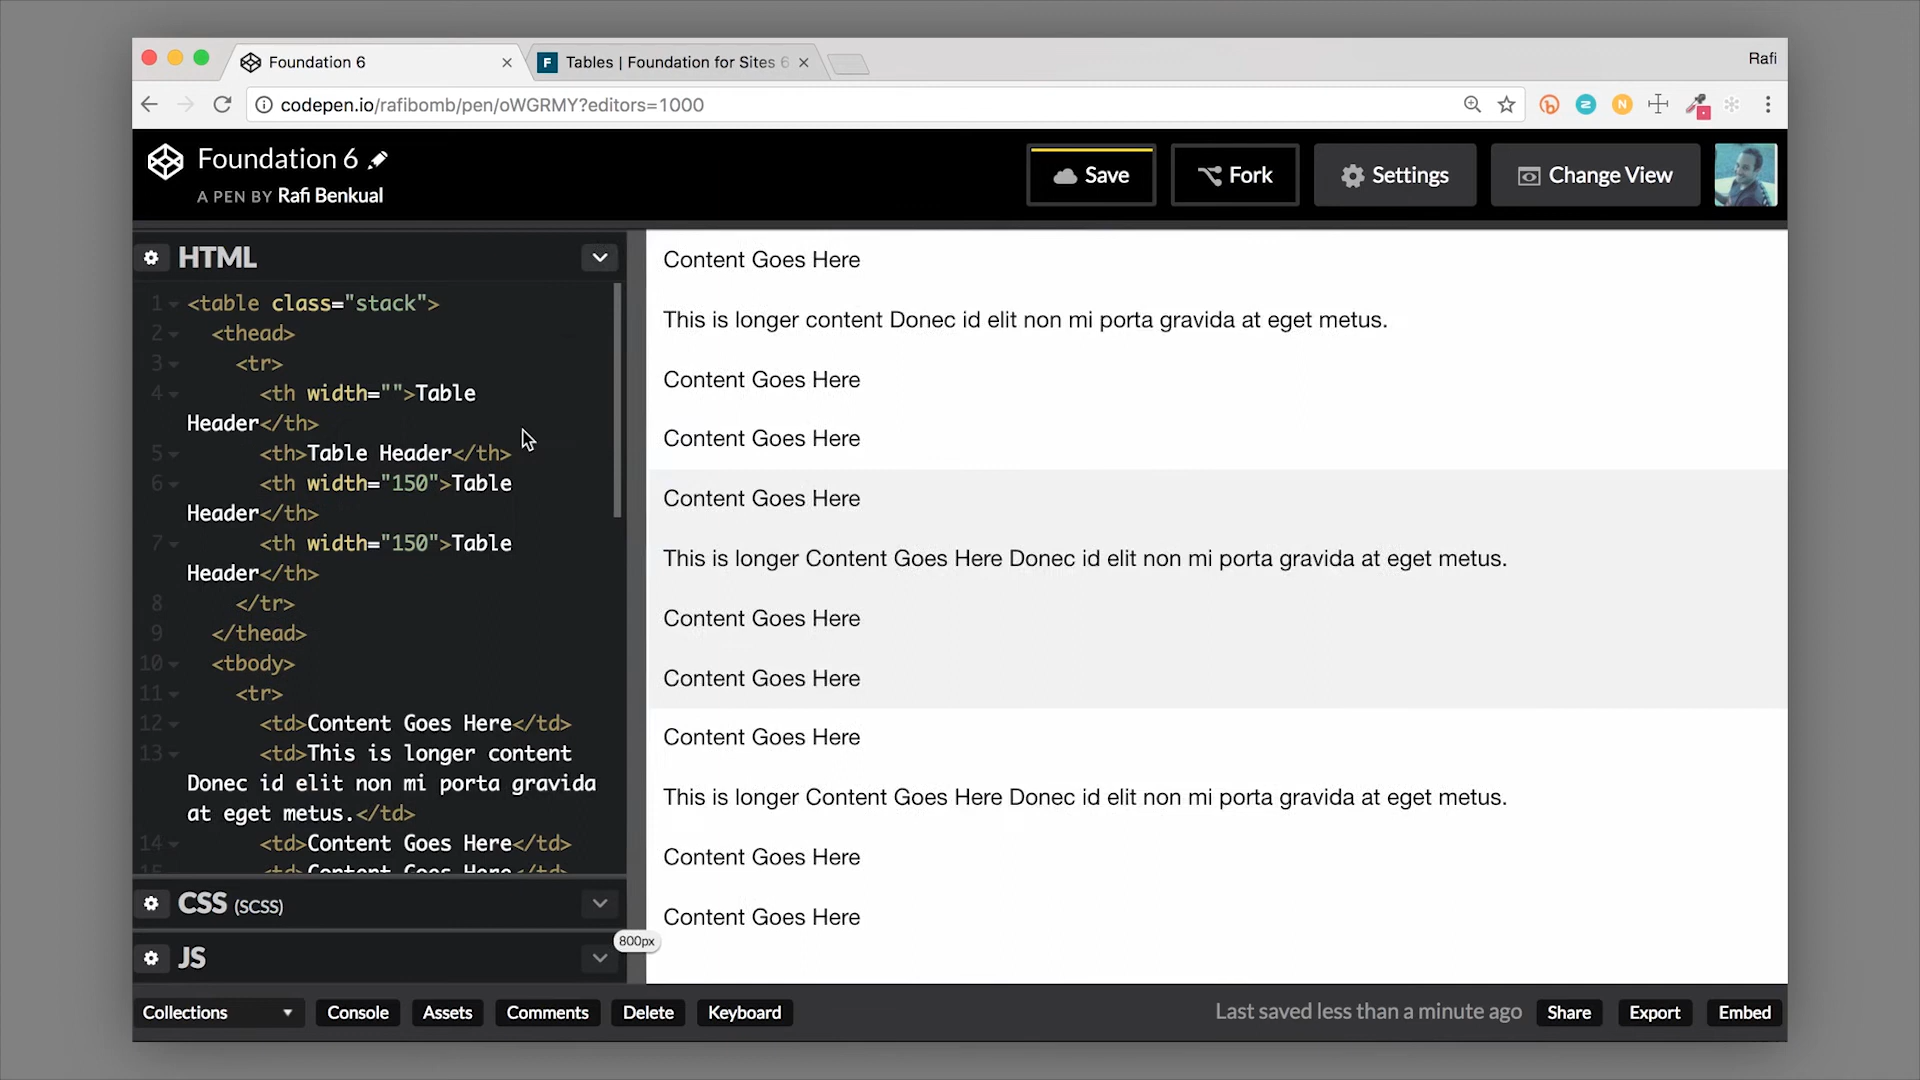 Foundation 6
Tables | Foundation for Sites 6
Rafi
codepen.io/rafibomb/pen/oWGRMY?editors=1000
Foundation 6
A PEN BY Rafi Benkual
Save
Fork
Settings
Change View
HTML
1 <table class="stack">
2 <thead>
3 <tr>
4 <th width="">Table
Header</th>
5 <th>Table Header</th>
6 <th width="150">Table
Header</th>
7 <th width="150">Table
Header</th>
8 </tr>
9 </thead>
10 <tbody>
11 <tr>
12 <td>Content Goes Here</td>
13 <td>This is longer content
Donec id elit non mi porta gravida
at eget metus.</td>
14 <td>Content Goes Here</td>
15 <td>Content Goes Here</td>
CSS (SCSS)
JS
800px
Content Goes Here
This is longer content Donec id elit non mi porta gravida at eget metus.
Content Goes Here
Content Goes Here
Content Goes Here
This is longer Content Goes Here Donec id elit non mi porta gravida at eget metus.
Content Goes Here
Content Goes Here
Content Goes Here
This is longer Content Goes Here Donec id elit non mi porta gravida at eget metus.
Content Goes Here
Content Goes Here
Collections
Console
Assets
Comments
Delete
Keyboard
Last saved less than a minute ago
Share
Export
Embed